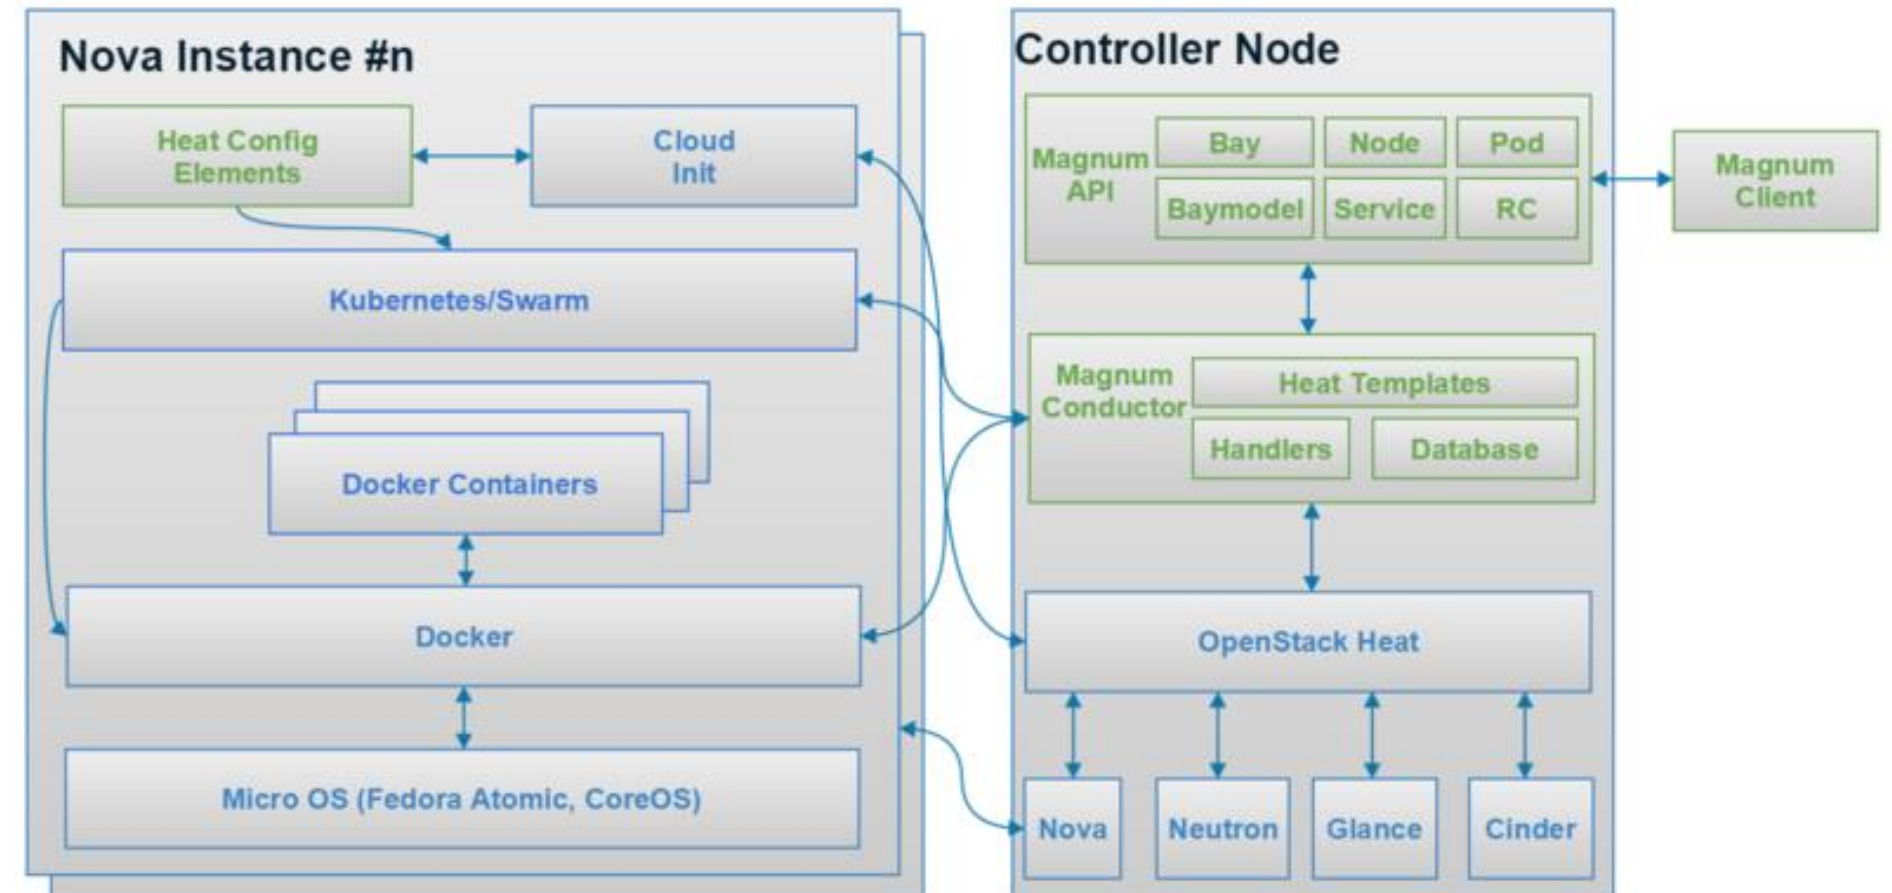 Nova Instance #n
Heat Config
Elements
Cloud
Init
Kubernetes/Swarm
Docker Containers
Docker
Micro OS (Fedora Atomic, CoreOS)
Controller Node
Magnum
API
Bay
Node
Pod
Baymodel
Service
RC
Magnum
Client
Magnum
Conductor
Heat Templates
Handlers
Database
OpenStack Heat
Nova
Neutron
Glance
Cinder